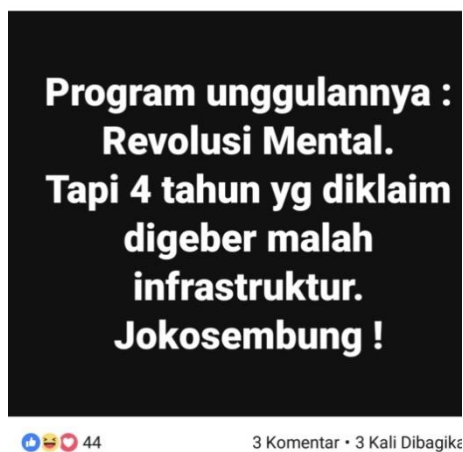 Program unggulannya :
Revolusi Mental.
Tapi 4 tahun yg diklaim
digeber malah
infrastruktur.
Jokosembung !
44
3 Komentar • 3 Kali Dibagika